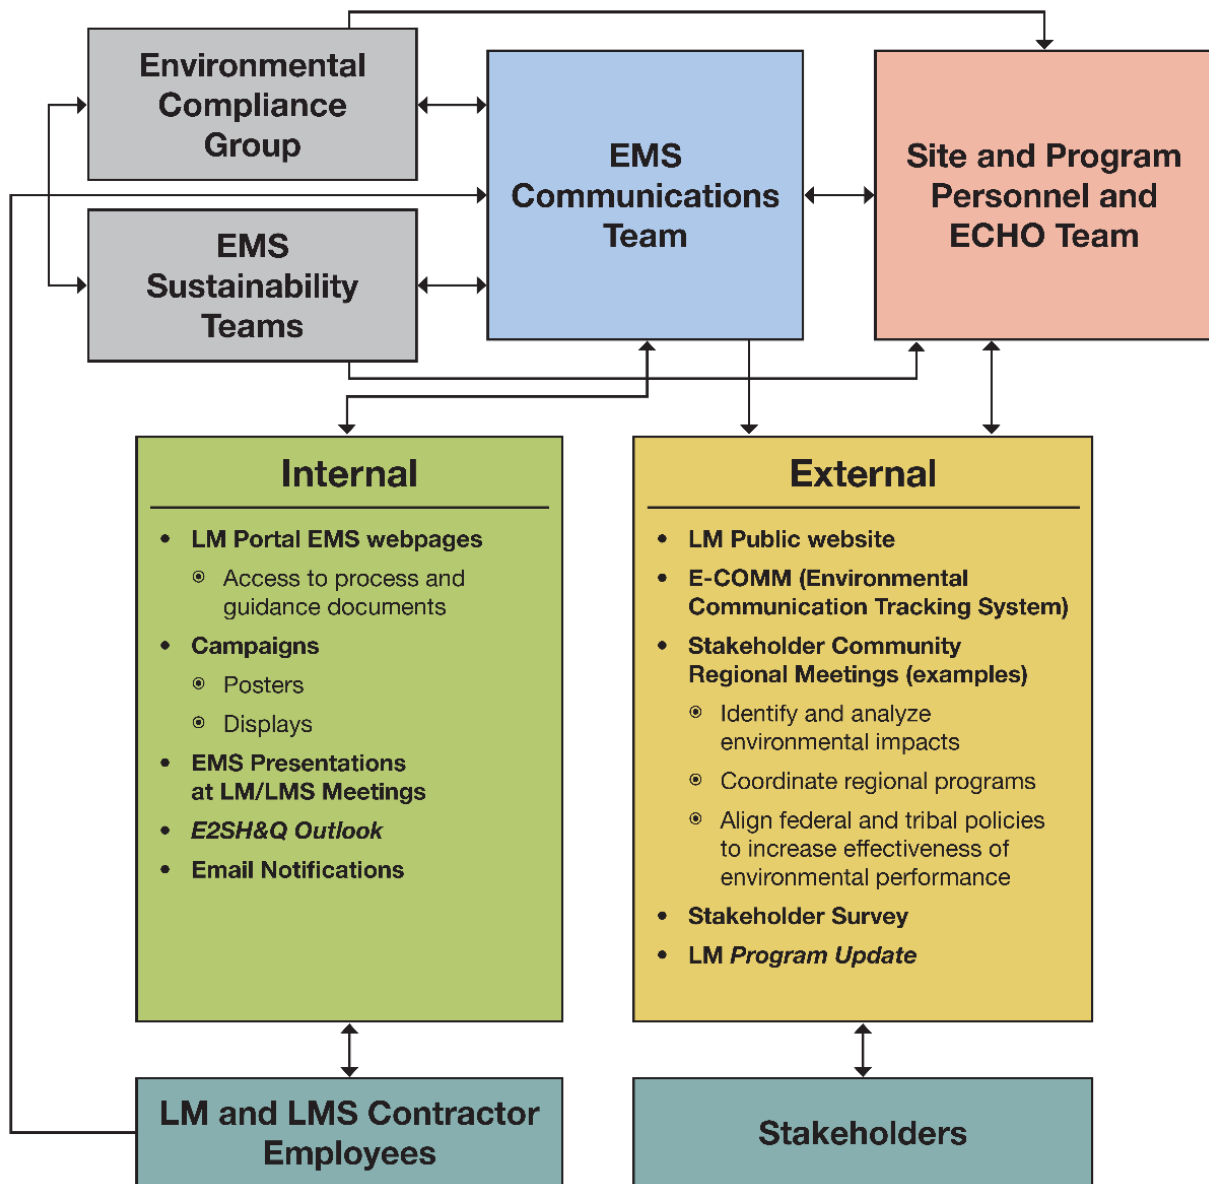 Environmental
Compliance
Group
EMS
Sustainability
Teams
EMS
Communications
Team
Site and Program
Personnel and
ECHO Team
Internal
• LM Portal EMS webpages
Access to process and
guidance documents
• Campaigns
Posters
Displays
• EMS Presentations
at LM/LMS Meetings
• E2SH&Q Outlook
• Email Notifications
External
• LM Public website
• E-COMM (Environmental
Communication Tracking System)
• Stakeholder Community
Regional Meetings (examples)
Identify and analyze
environmental impacts
Coordinate regional programs
Align federal and tribal policies
to increase effectiveness of
environmental performance
• Stakeholder Survey
• LM Program Update
LM and LMS Contractor
Employees
Stakeholders